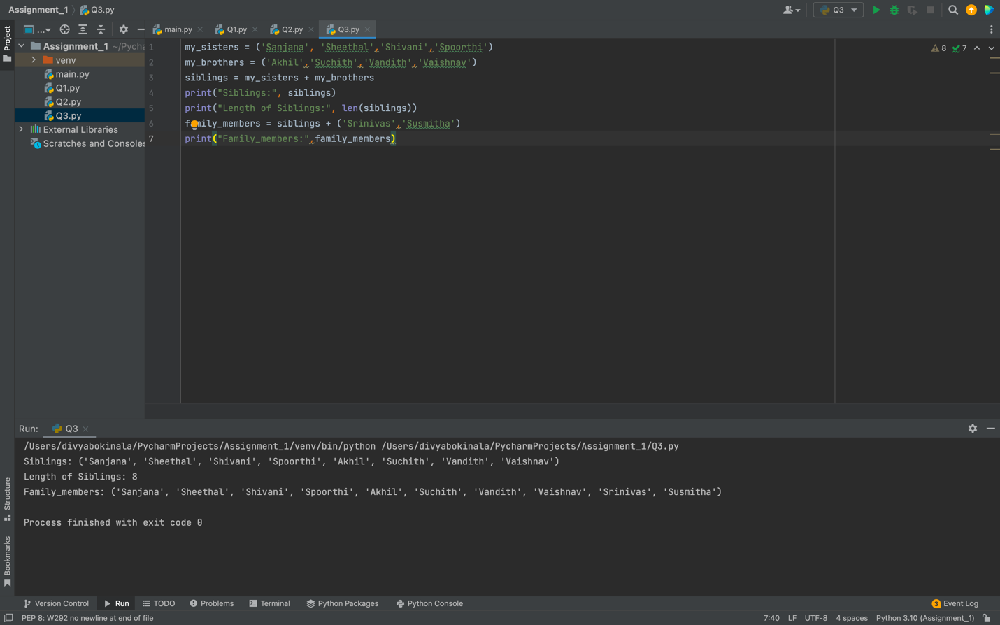 Assignment_1 Q3.py
Q3
Project
...
main.py Q1.py Q2.py Q3.py
Assignment_1 ~/Pycha
venv
main.py
Q1.py
Q2.py
Q3.py
External Libraries
Scratches and Consoles
8 7
1 my_sisters = ('Sanjana', 'Sheethal','Shivani','Spoorthi')
2 my_brothers = ('Akhil','Suchith','Vandith','Vaishnav')
3 siblings = my_sisters + my_brothers
4 print("Siblings:", siblings)
5 print("Length of Siblings:", len(siblings))
6 family_members = siblings + ('Srinivas','Susmitha')
7 print("Family_members:",family_members)
Run: Q3
/Users/divyabokinala/PycharmProjects/Assignment_1/venv/bin/python /Users/divyabokinala/PycharmProjects/Assignment_1/Q3.py
Siblings: ('Sanjana', 'Sheethal', 'Shivani', 'Spoorthi', 'Akhil', 'Suchith', 'Vandith', 'Vaishnav')
Length of Siblings: 8
Family_members: ('Sanjana', 'Sheethal', 'Shivani', 'Spoorthi', 'Akhil', 'Suchith', 'Vandith', 'Vaishnav', 'Srinivas', 'Susmitha')
Process finished with exit code 0
Structure
Bookmarks
Version Control Run TODO Problems Terminal Python Packages Python Console 3 Event Log
PEP 8: W292 no newline at end of file 7:40 LF UTF-8 4 spaces Python 3.10 (Assignment_1)